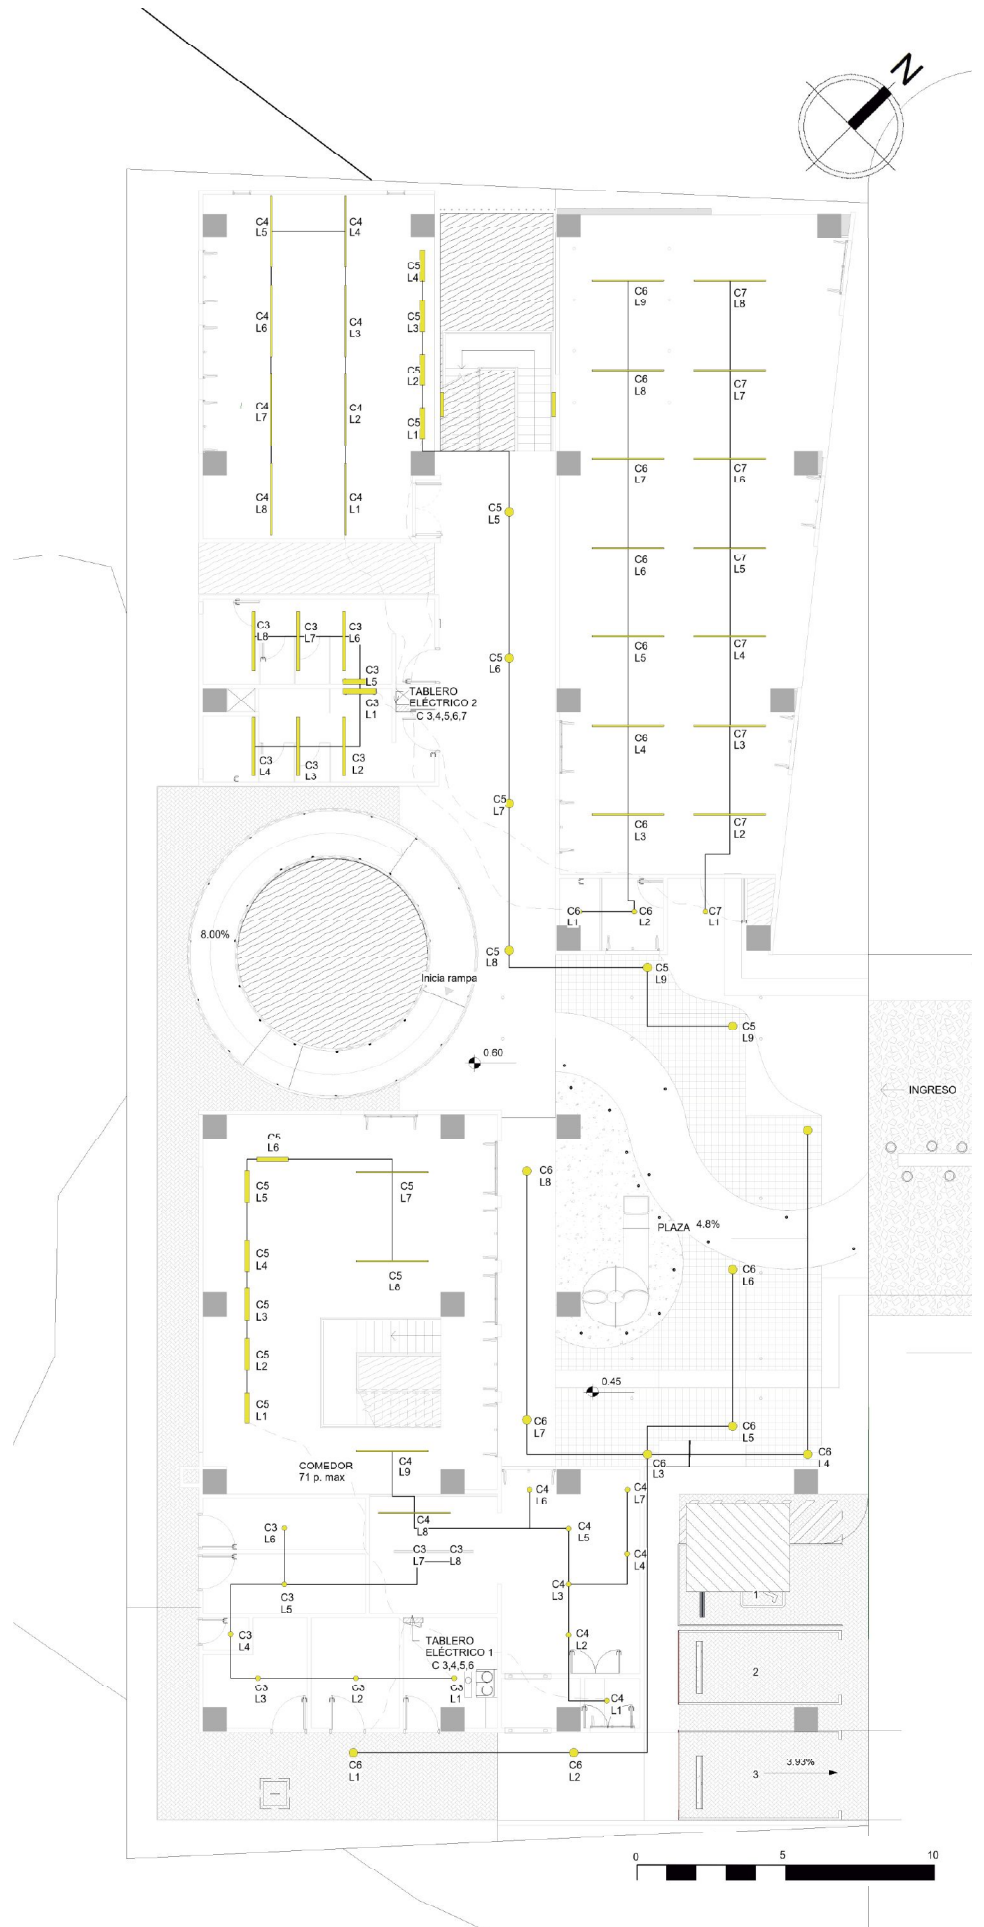 N
C4
L5
C4
L4
C5
L4
C4
L6
C4
L3
C5
L3
C4
L7
C4
L2
C5
L2
C5
L1
C4
L8
C4
L1
C6
L9
C7
L8
C6
L8
C7
L7
C6
L7
C7
L6
C6
L6
C7
L5
C6
L5
C7
L4
C6
L4
C7
L3
C6
L3
C7
L2
C6
L1
C6
L2
C7
L1
C5
L5
C5
L6
C5
L7
C5
L8
C5
L9
C5
L9
C3
L8
C3
L7
C3
L6
C3
L5
C3
L1
C3
L4
C3
L3
C3
L2
TABLERO
ELÉCTRICO 2
C 3,4,5,6,7
8.00%
Inicia rampa
0.60
INGRESO
C5
L6
C5
L5
C5
L7
C5
L4
C5
L3
C5
L2
C5
L1
C6
L8
PLAZA 4.8%
C6
L6
0.45
C6
L7
C6
L5
C6
L3
C6
L4
COMEDOR
71 p. max
C4
L9
C4
L8
C4
L6
C4
L7
C4
L5
C4
L4
C4
L3
C4
L2
C4
L1
C3
L6
C3
L7
C3
L8
C3
L5
C3
L4
C3
L3
C3
L2
C3
L1
TABLERO
ELÉCTRICO 1
C 3,4,5,6
C6
L1
C6
L2
1
2
3
3.93%
0
5
10